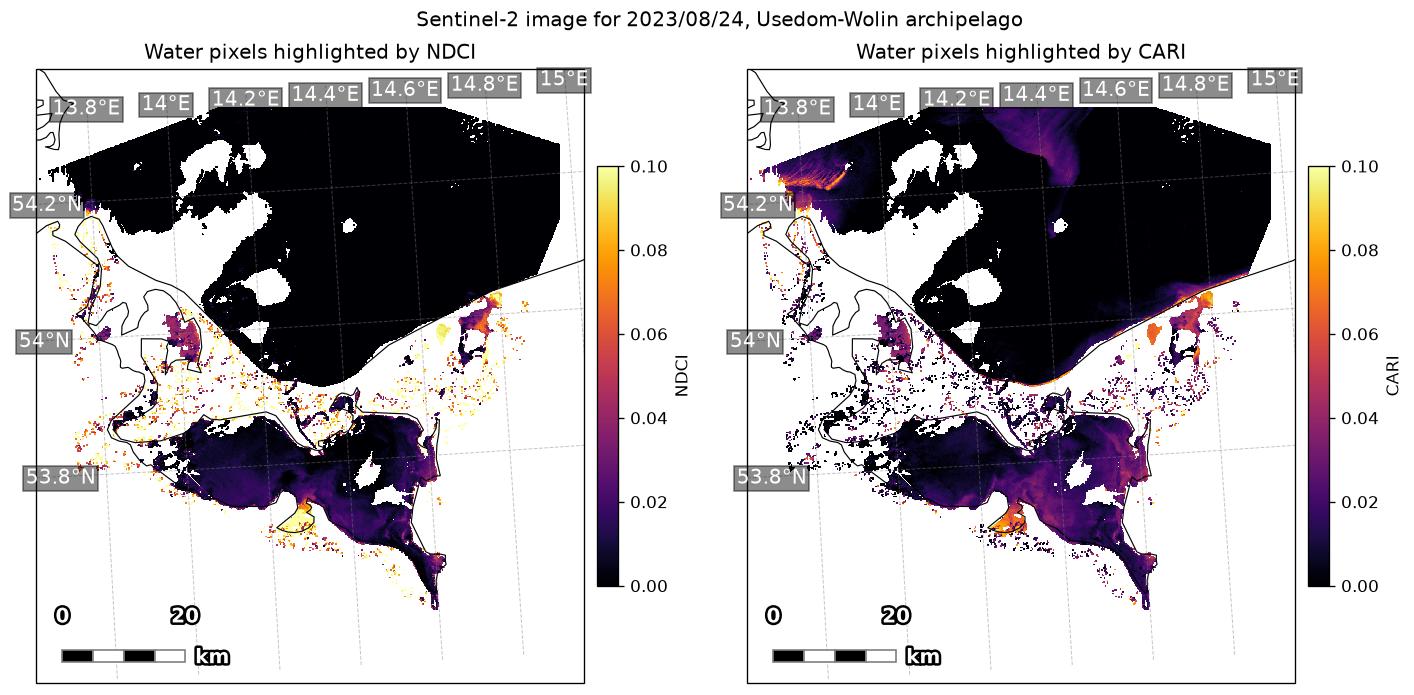 Sentinel-2 image for 2023/08/24, Usedom-Wolin archipelago
Water pixels highlighted by NDCI
13.8°E 14°E 14.2°E 14.4°E 14.6°E 14.8°E 15°E
54.2°N
54°N
53.8°N
0 20
km
0.10
0.08
0.06
0.04
0.02
0.00
NDCI
Water pixels highlighted by CARI
13.8°E 14°E 14.2°E 14.4°E 14.6°E 14.8°E 15°E
54.2°N
54°N
53.8°N
0 20
km
0.10
0.08
0.06
0.04
0.02
0.00
CARI